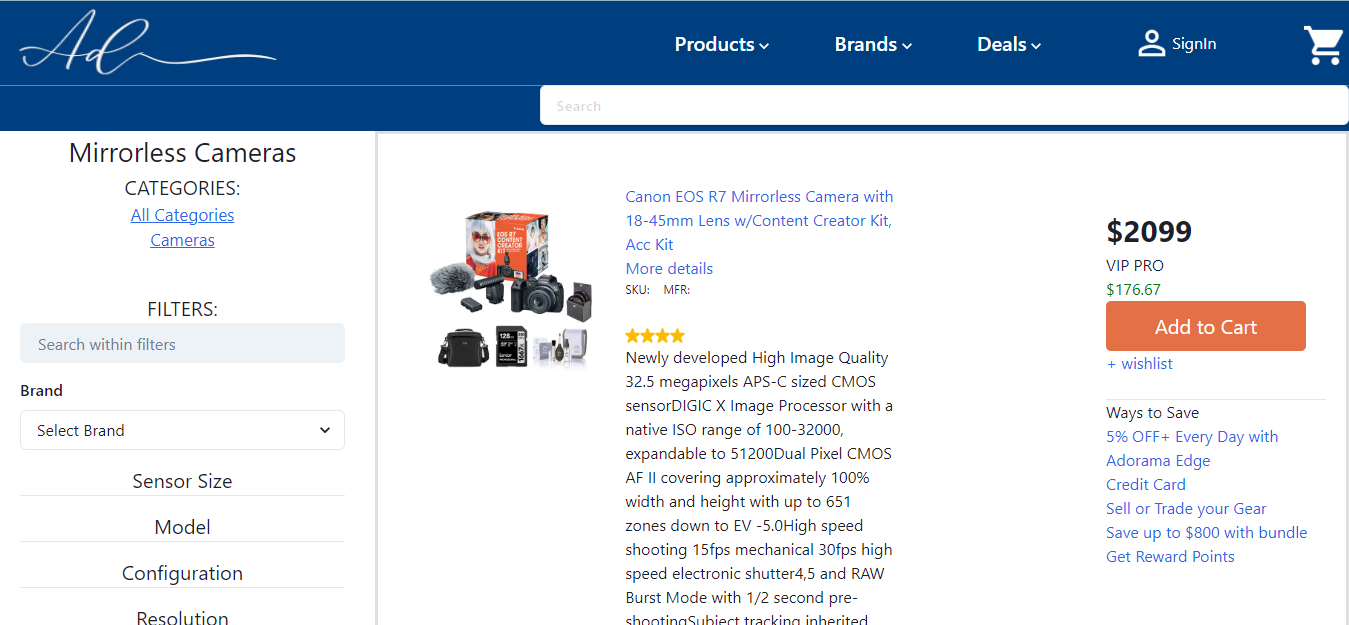 Ad
Products
Brands
Deals
SignIn
Search
Mirrorless Cameras
CATEGORIES:
All Categories
Cameras
FILTERS:
Search within filters
Brand
Select Brand
Sensor Size
Model
Configuration
Resolution
EOS R7
CONTENT
CREATOR
KIT
128
Lexar
Canon EOS R7 Mirrorless Camera with
18-45mm Lens w/Content Creator Kit,
Acc Kit
More details
SKU: MFR:
Newly developed High Image Quality
32.5 megapixels APS-C sized CMOS
sensorDIGIC X Image Processor with a
native ISO range of 100-32000,
expandable to 51200Dual Pixel CMOS
AF II covering approximately 100%
width and height with up to 651
zones down to EV -5.0High speed
shooting 15fps mechanical 30fps high
speed electronic shutter4,5 and RAW
Burst Mode with 1/2 second pre-
shootingSubject tracking inherited
$2099
VIP PRO
$176.67
Add to Cart
+ wishlist
Ways to Save
5% OFF+ Every Day with
Adorama Edge
Credit Card
Sell or Trade your Gear
Save up to $800 with bundle
Get Reward Points